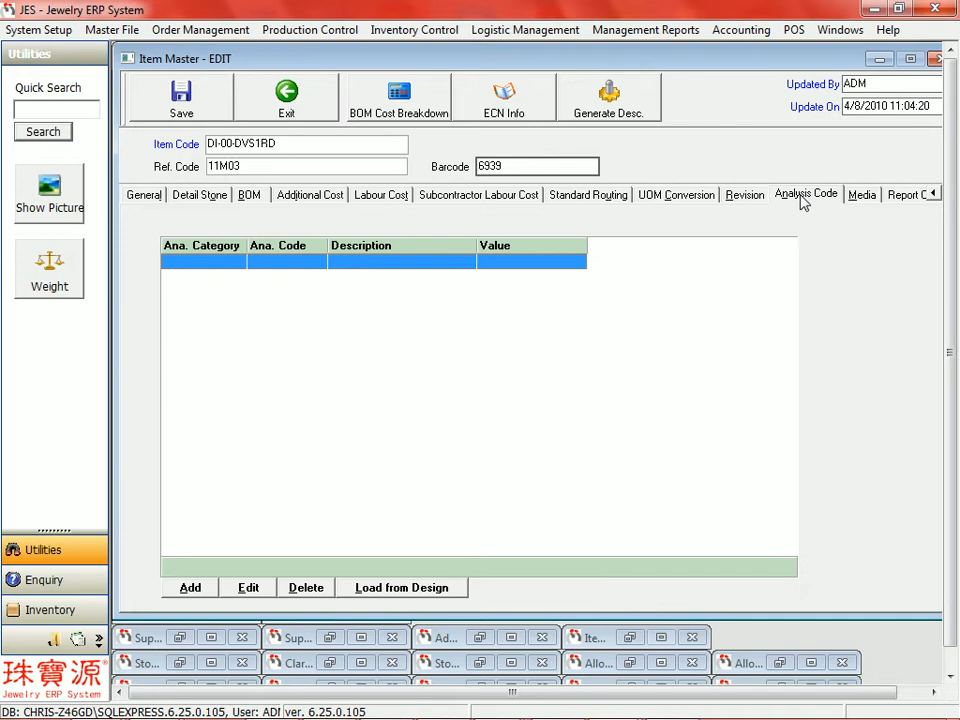 JES - Jewelry ERP System
System Setup Master File Order Management Production Control Inventory Control Logistic Management Management Reports Accounting POS Windows Help
Utilities
Quick Search
Search
Show Picture
Weight
Utilities
Enquiry
Inventory
珠寶源
Jewelry ERP System
Item Master - EDIT
Save Exit BOM Cost Breakdown ECN Info Generate Desc.
Updated By ADM
Update On 4/8/2010 11:04:20
Item Code DI-00-DVS1RD
Ref. Code 11M03 Barcode 6939
General Detail Stone BOM Additional Cost Labour Cost Subcontractor Labour Cost Standard Routing UOM Conversion Revision Analysis Code Media Report C
Ana. Category Ana. Code Description Value
Add Edit Delete Load from Design
Sup... Sup... Ad... Ite...
Sto... Clar... Sto... Allo... Allo...
DB: CHRIS-Z46GD\SQLEXPRESS.6.25.0.105, User: ADM ver. 6.25.0.105